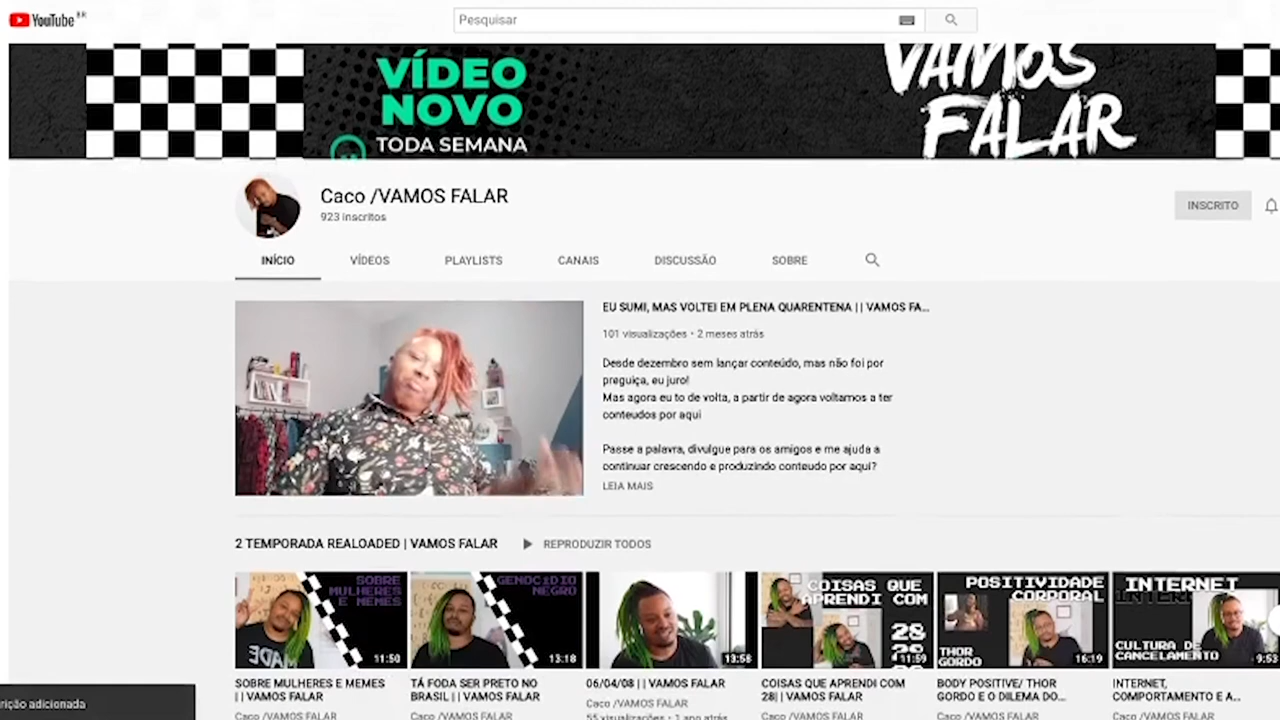 YouTube BR
Pesquisar
VÍDEO
NOVO
TODA SEMANA
VAMOS
FALAR
Caco /VAMOS FALAR
923 inscritos
INSCRITO
INÍCIO
VÍDEOS
PLAYLISTS
CANAIS
DISCUSSÃO
SOBRE
EU SUMI, MAS VOLTEI EM PLENA QUARENTENA || VAMOS FA...
101 visualizações • 2 meses atrás
Desde dezembro sem lançar conteúdo, mas não foi por
preguiça, eu juro!
Mas agora eu to de volta, a partir de agora voltamos a ter
conteudos por aqui
Passe a palavra, divulgue para os amigos e me ajuda a
continuar crescendo e produzindo conteudo por aqui?
LEIA MAIS
2 TEMPORADA REALOADED | VAMOS FALAR
REPRODUZIR TODOS
SOBRE
MULHERES
E MEMES
MADE
11:50
GENOCIDIO
NEGRO
13:18
13:58
COISAS QUE
APRENDI COM
28
11:59
POSITIVIDADE
CORPORAL
THOR
GORDO
16:19
INTERNET
CULTURA DE
CANCELAMENTO
9:53
SOBRE MULHERES E MEMES
|| VAMOS FALAR
Caco /VAMOS FALAR
TÁ FODA SER PRETO NO
BRASIL || VAMOS FALAR
Caco /VAMOS FALAR
06/04/08 || VAMOS FALAR
Caco /VAMOS FALAR
55 visualizações • 1 ano atrás
COISAS QUE APRENDI COM
28|| VAMOS FALAR
Caco /VAMOS FALAR
BODY POSITIVE/ THOR
GORDO E O DILEMA DO...
Caco /VAMOS FALAR
INTERNET,
COMPORTAMENTO E A...
Caco /VAMOS FALAR
rição adicionada